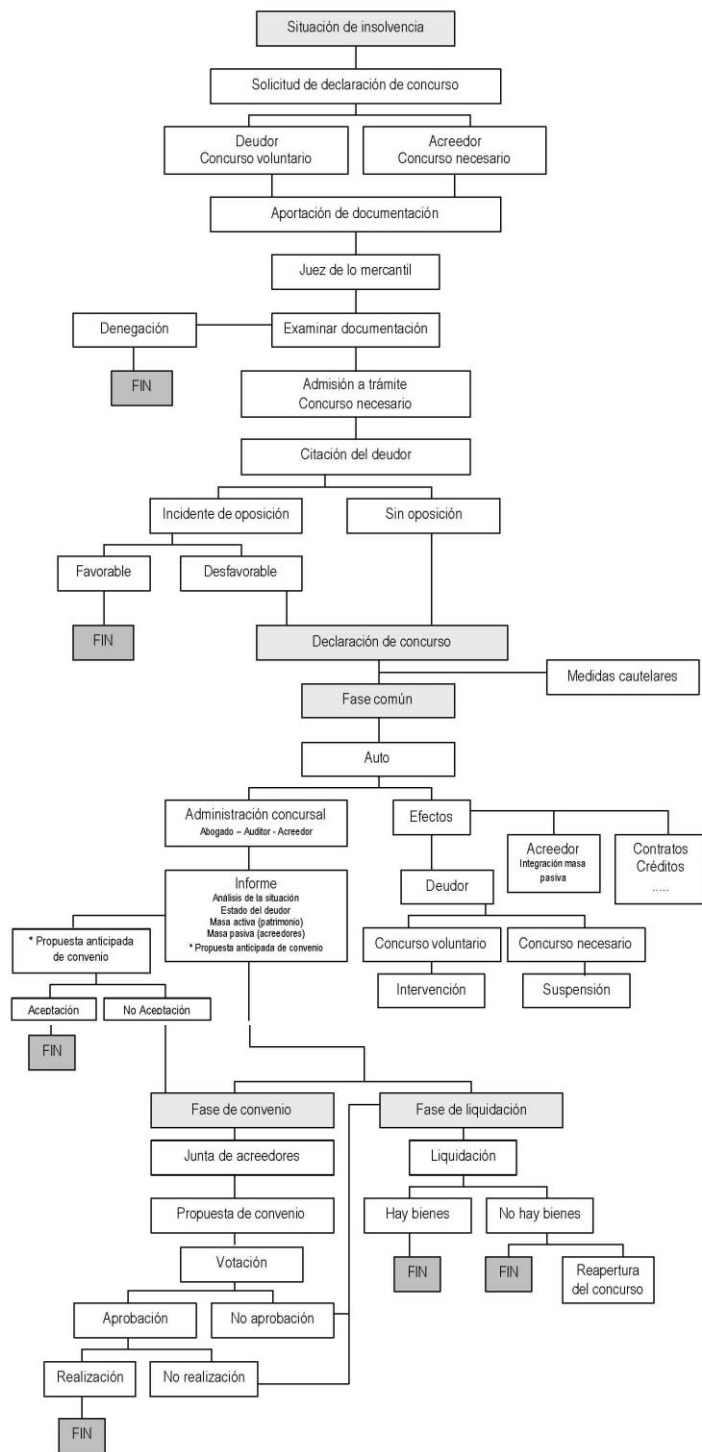 Situación de insolvencia
Solicitud de declaración de concurso
Deudor
Concurso voluntario
Acreedor
Concurso necesario
Aportación de documentación
Juez de lo mercantil
Denegación
Examinar documentación
FIN
Admisión a trámite
Concurso necesario
Citación del deudor
Incidente de oposición
Sin oposición
Favorable
Desfavorable
FIN
Declaración de concurso
Medidas cautelares
Fase común
Auto
Administración concursal
Abogado – Auditor - Acreedor
Efectos
Acreedor
Integración masa
pasiva
Contratos
Créditos
.....
Informe
Análisis de la situación
Estado del deudor
Masa activa (patrimonio)
Masa pasiva (acreedores)
* Propuesta anticipada de convenio
Deudor
* Propuesta anticipada
de convenio
Concurso voluntario
Concurso necesario
Aceptación
No Aceptación
Intervención
Suspensión
FIN
Fase de convenio
Fase de liquidación
Junta de acreedores
Liquidación
Propuesta de convenio
Hay bienes
No hay bienes
Votación
FIN
FIN
Reapertura
del concurso
Aprobación
No aprobación
Realización
No realización
FIN